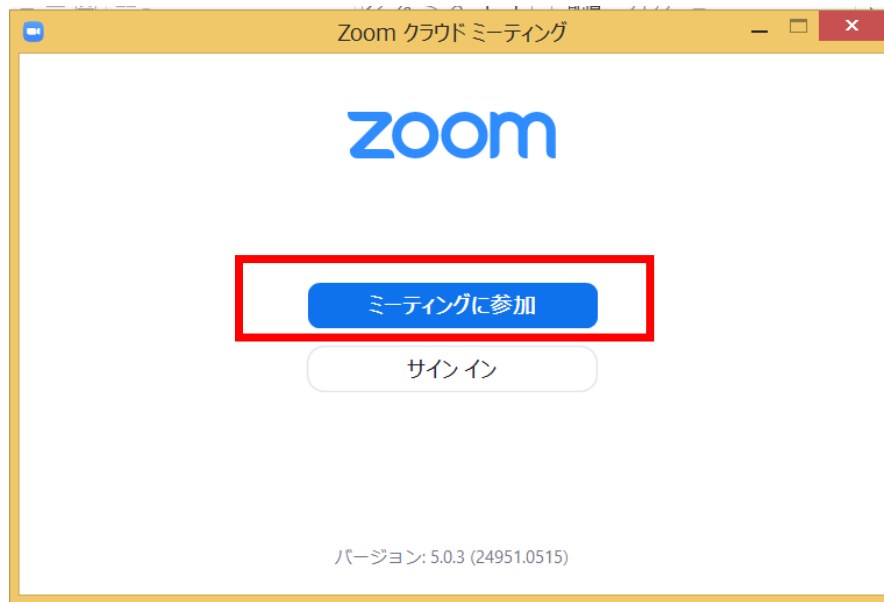 Zoom クラウド ミーティング
zoom
ミーティングに参加
サイン イン
バージョン: 5.0.3 (24951.0515)